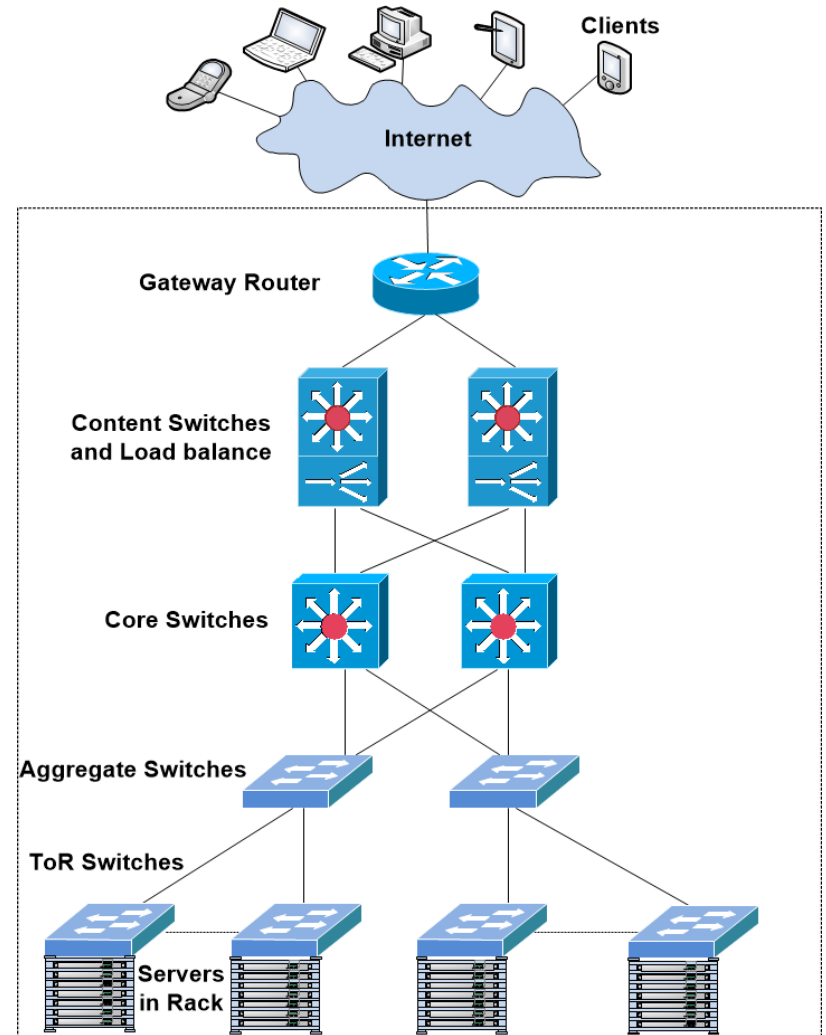 Clients
Internet
Gateway Router
Content Switches
and Load balance
Core Switches
Aggregate Switches
ToR Switches
Servers
in Rack